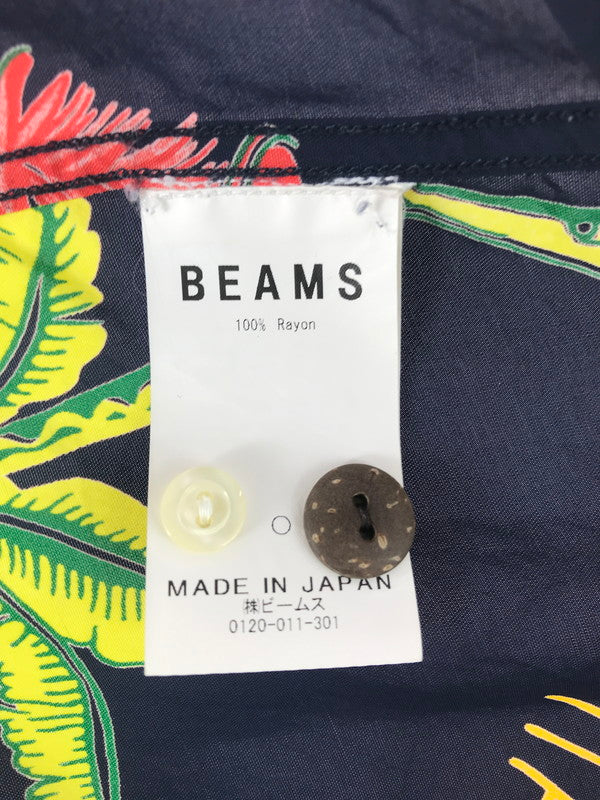 BEAMS
100% Rayon
MADE IN JAPAN
㈱ビームス
0120-011-301